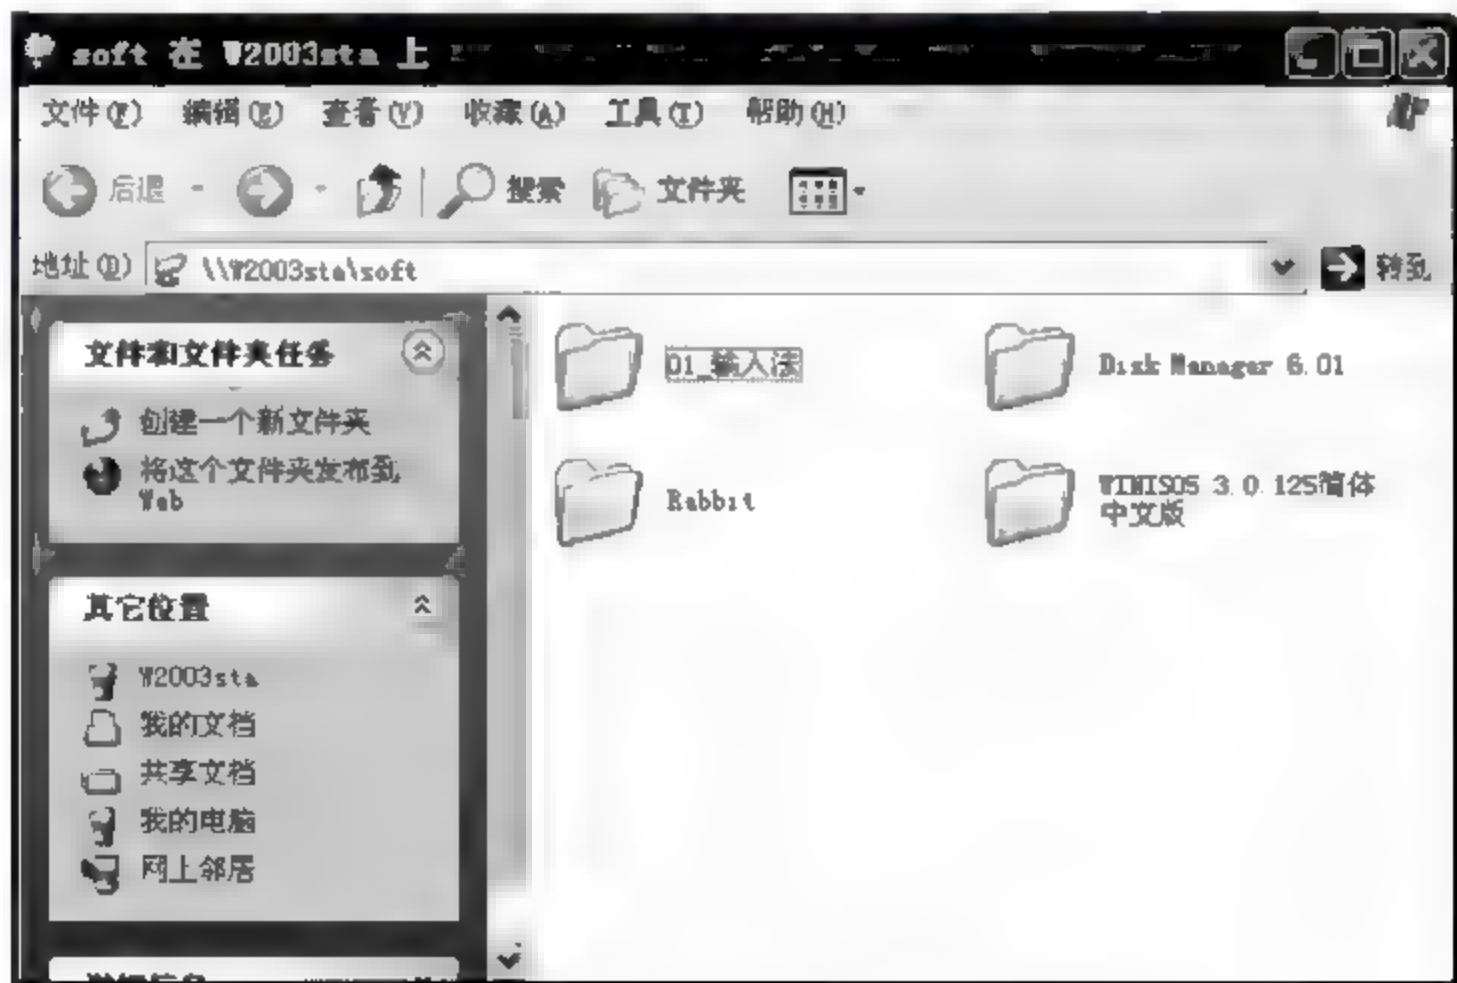 soft 在 W2003sta 上
文件(F) 编辑(E) 查看(V) 收藏(A) 工具(T) 帮助(H)
后退 搜索 文件夹
地址(D) \\W2003sta\soft 转到
文件和文件夹任务
创建一个新文件夹
将这个文件夹发布到
Web
其它位置
W2003sta
我的文档
共享文档
我的电脑
网上邻居
详细信息
01_输入法
Disk Manager 6.01
Rabbit
WINISO5 3.0.125简体
中文版